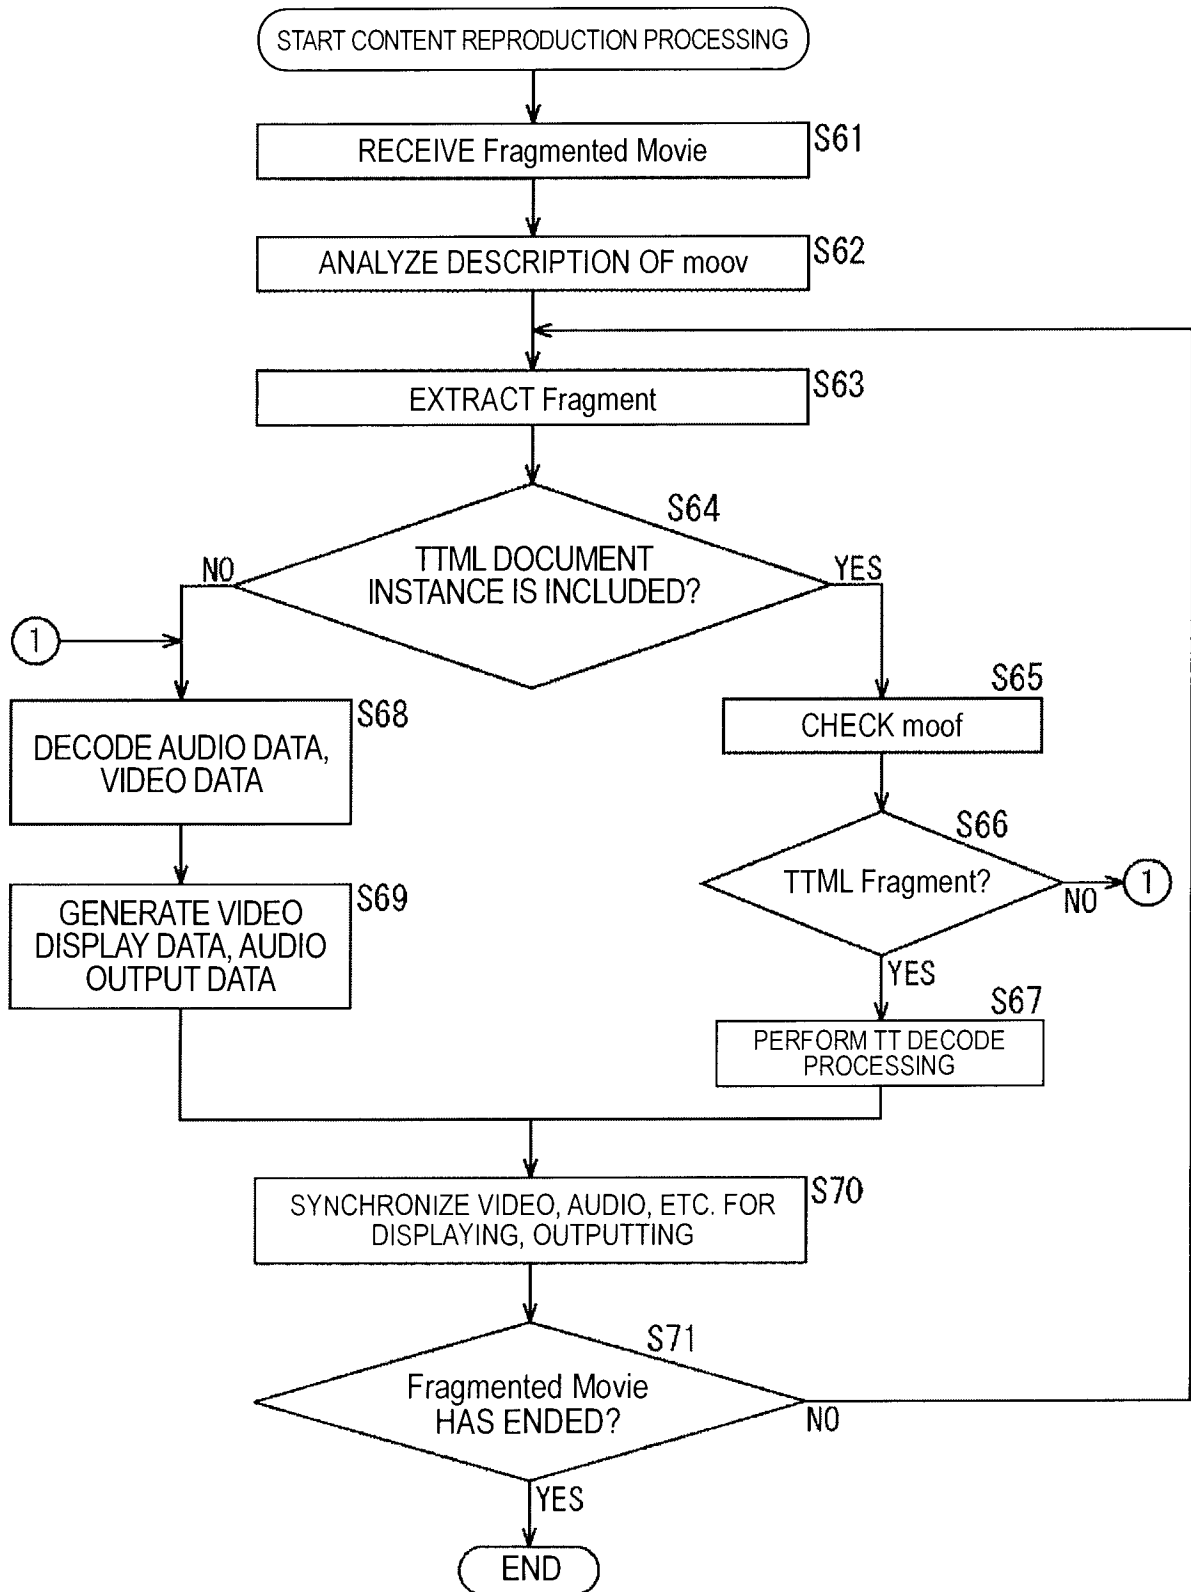 START CONTENT REPRODUCTION PROCESSING
S61
RECEIVE Fragmented Movie
S62
ANALYZE DESCRIPTION OF moov
S63
EXTRACT Fragment
S64
TTML DOCUMENT
INSTANCE IS INCLUDED?
NO
YES
1
S65
CHECK moof
S68
DECODE AUDIO DATA,
VIDEO DATA
S66
TTML Fragment?
NO
1
YES
S69
GENERATE VIDEO
DISPLAY DATA, AUDIO
OUTPUT DATA
S67
PERFORM TT DECODE
PROCESSING
S70
SYNCHRONIZE VIDEO, AUDIO, ETC. FOR
DISPLAYING, OUTPUTTING
S71
Fragmented Movie
HAS ENDED?
NO
YES
END